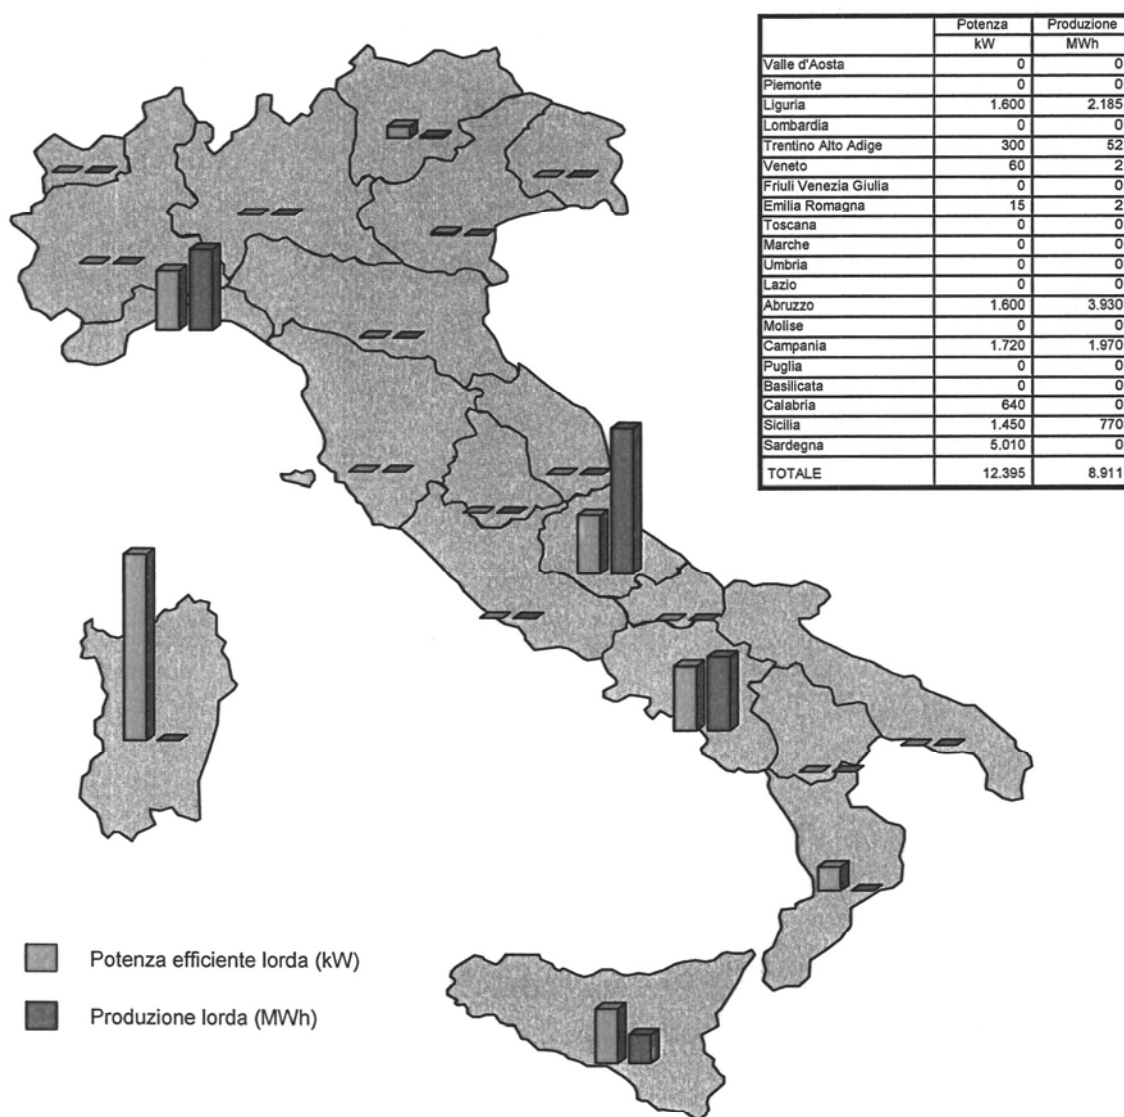 Potenza Produzione
kW MWh
Valle d'Aosta 0 0
Piemonte 0 0
Liguria 1.600 2.185
Lombardia 0 0
Trentino Alto Adige 300 52
Veneto 60 2
Friuli Venezia Giulia 0 0
Emilia Romagna 15 2
Toscana 0 0
Marche 0 0
Umbria 0 0
Lazio 0 0
Abruzzo 1.600 3.930
Molise 0 0
Campania 1.720 1.970
Puglia 0 0
Basilicata 0 0
Calabria 640 0
Sicilia 1.450 770
Sardegna 5.010 0
TOTALE 12.395 8.911
Potenza efficiente lorda (kW)
Produzione lorda (MWh)